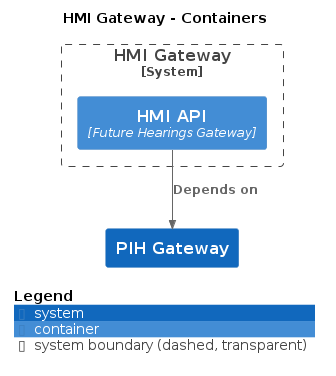 HMI Gateway - Containers
HMI Gateway
[System]
HMI API
[Future Hearings Gateway]
Depends on
PIH Gateway
Legend
system
container
system boundary (dashed, transparent)